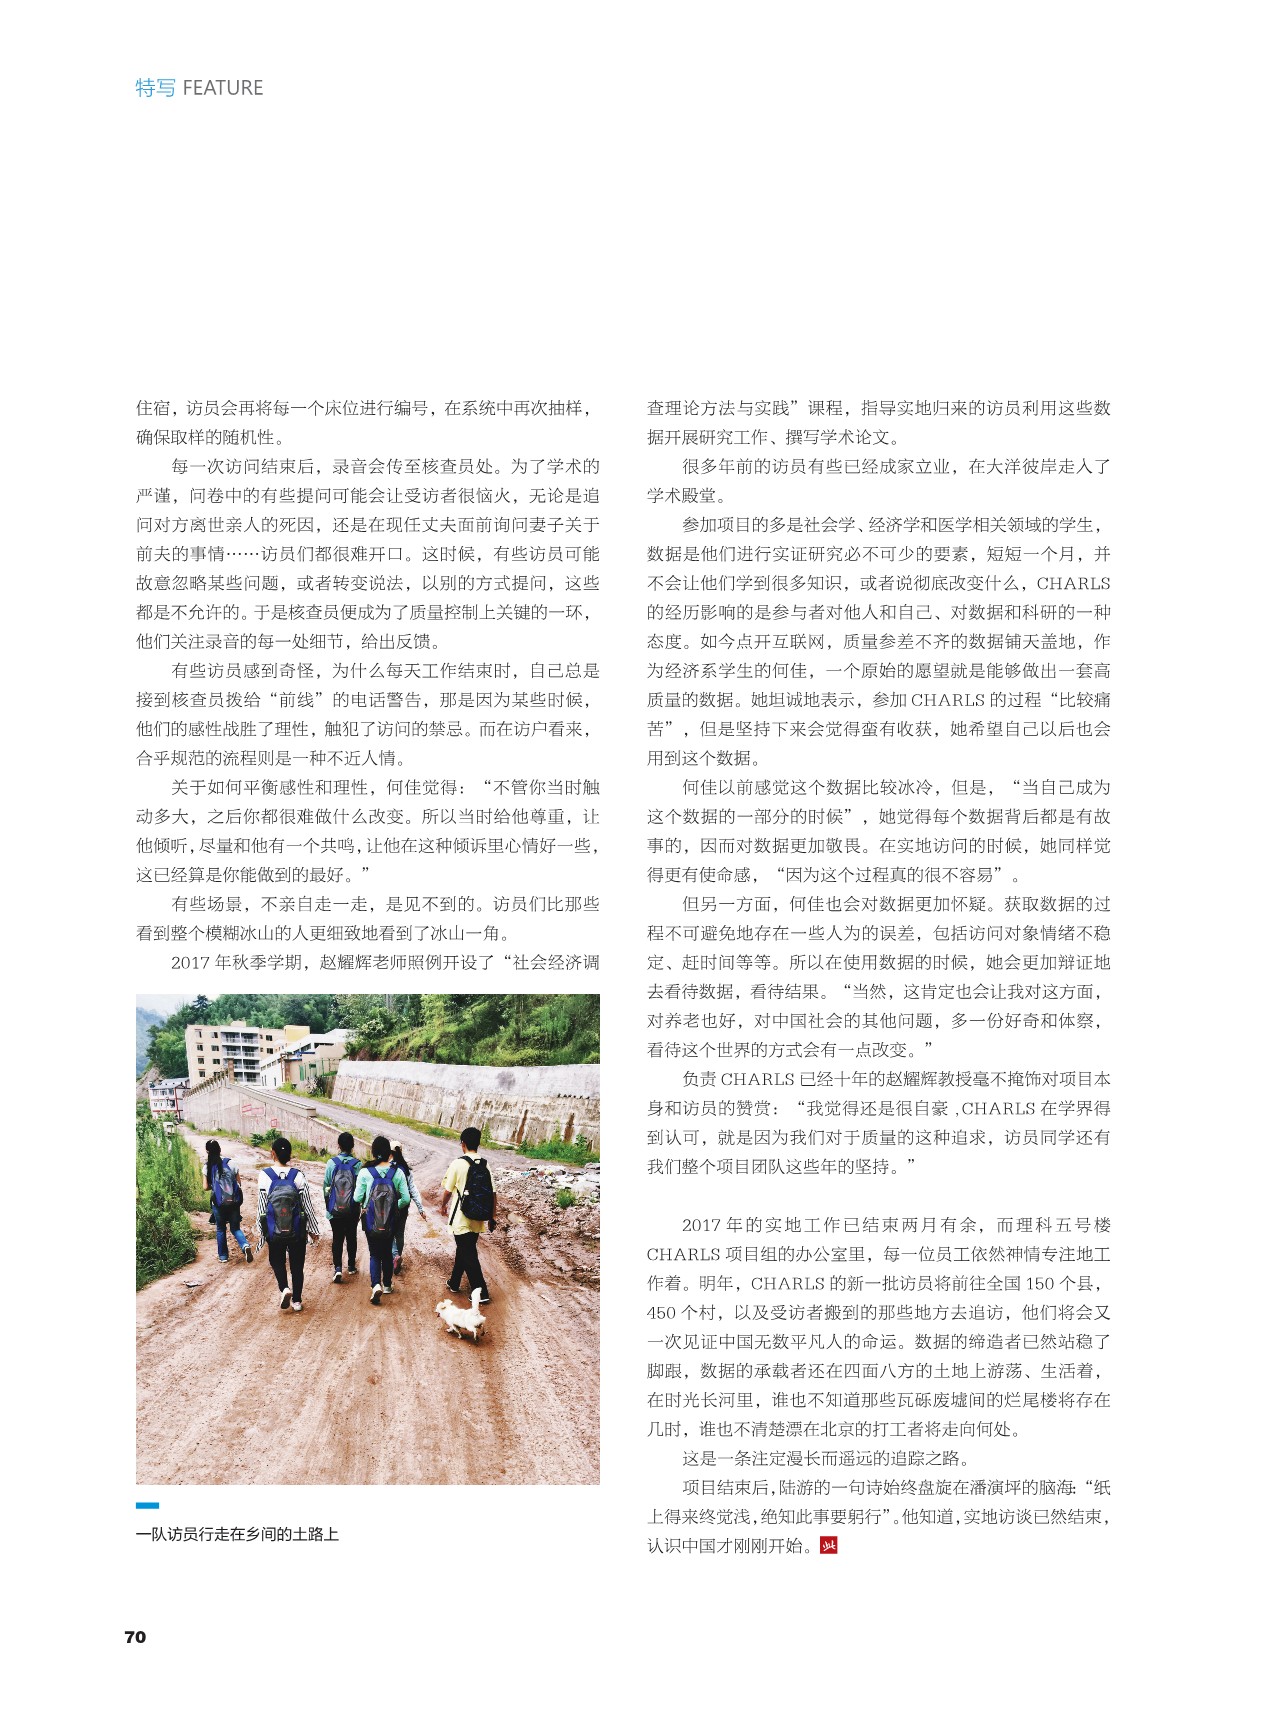 特写 FEATURE
住宿，访员会再将每一个床位进行编号，在系统中再次抽样，
确保取样的随机性。
每一次访问结束后，录音会传至核查员处。为了学术的
严谨，问卷中的有些提问可能会让受访者很恼火，无论是追
问对方离世亲人的死因，还是在现任丈夫面前询问妻子关于
前夫的事情……访员们都很难开口。这时候，有些访员可能
故意忽略某些问题，或者转变说法，以别的方式提问，这些
都是不允许的。于是核查员便成为了质量控制上关键的一环，
他们关注录音的每一处细节，给出反馈。
有些访员感到奇怪，为什么每天工作结束时，自己总是
接到核查员拨给“前线”的电话警告，那是因为某些时候，
他们的感性战胜了理性，触犯了访问的禁忌。而在访户看来，
合乎规范的流程则是一种不近人情。
关于如何平衡感性和理性，何佳觉得：“不管你当时触
动多大，之后你都很难做什么改变。所以当时给他尊重，让
他倾听，尽量和他有一个共鸣，让他在这种倾诉里心情好一些，
这已经算是你能做到的最好。”
有些场景，不亲自走一走，是见不到的。访员们比那些
看到整个模糊冰山的人更细致地看到了冰山一角。
2017 年秋季学期，赵耀辉老师照例开设了“社会经济调
一队访员行走在乡间的土路上
查理论方法与实践”课程，指导实地归来的访员利用这些数
据开展研究工作、撰写学术论文。
很多年前的访员有些已经成家立业，在大洋彼岸走入了
学术殿堂。
参加项目的多是社会学、经济学和医学相关领域的学生，
数据是他们进行实证研究必不可少的要素，短短一个月，并
不会让他们学到很多知识，或者说彻底改变什么，CHARLS
的经历影响的是参与者对他人和自己、对数据和科研的一种
态度。如今点开互联网，质量参差不齐的数据铺天盖地，作
为经济系学生的何佳，一个原始的愿望就是能够做出一套高
质量的数据。她坦诚地表示，参加 CHARLS 的过程“比较痛
苦”，但是坚持下来会觉得蛮有收获，她希望自己以后也会
用到这个数据。
何佳以前感觉这个数据比较冰冷，但是，“当自己成为
这个数据的一部分的时候”，她觉得每个数据背后都是有故
事的，因而对数据更加敬畏。在实地访问的时候，她同样觉
得更有使命感，“因为这个过程真的很不容易”。
但另一方面，何佳也会对数据更加怀疑。获取数据的过
程不可避免地存在一些人为的误差，包括访问对象情绪不稳
定、赶时间等等。所以在使用数据的时候，她会更加辩证地
去看待数据，看待结果。“当然，这肯定也会让我对这方面，
对养老也好，对中国社会的其他问题，多一份好奇和体察，
看待这个世界的方式会有一点改变。”
负责 CHARLS 已经十年的赵耀辉教授毫不掩饰对项目本
身和访员的赞赏：“我觉得还是很自豪 ,CHARLS 在学界得
到认可，就是因为我们对于质量的这种追求，访员同学还有
我们整个项目团队这些年的坚持。”
2017 年的实地工作已结束两月有余，而理科五号楼
CHARLS 项目组的办公室里，每一位员工依然神情专注地工
作着。明年，CHARLS 的新一批访员将前往全国 150 个县，
450 个村，以及受访者搬到的那些地方去追访，他们将会又
一次见证中国无数平凡人的命运。数据的缔造者已然站稳了
脚跟，数据的承载者还在四面八方的土地上游荡、生活着，
在时光长河里，谁也不知道那些瓦砾废墟间的烂尾楼将存在
几时，谁也不清楚漂在北京的打工者将走向何处。
这是一条注定漫长而遥远的追踪之路。
项目结束后，陆游的一句诗始终盘旋在潘演坪的脑海：“纸
上得来终觉浅，绝知此事要躬行”。他知道，实地访谈已然结束，
认识中国才刚刚开始。此
70